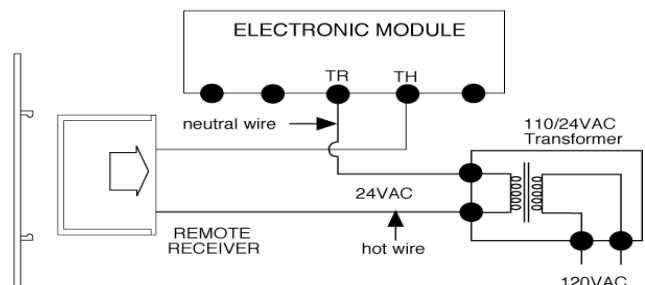 ELECTRONIC MODULE
TR TH
neutral wire
110/24VAC
Transformer
24VAC
REMOTE
RECEIVER
hot wire
120VAC